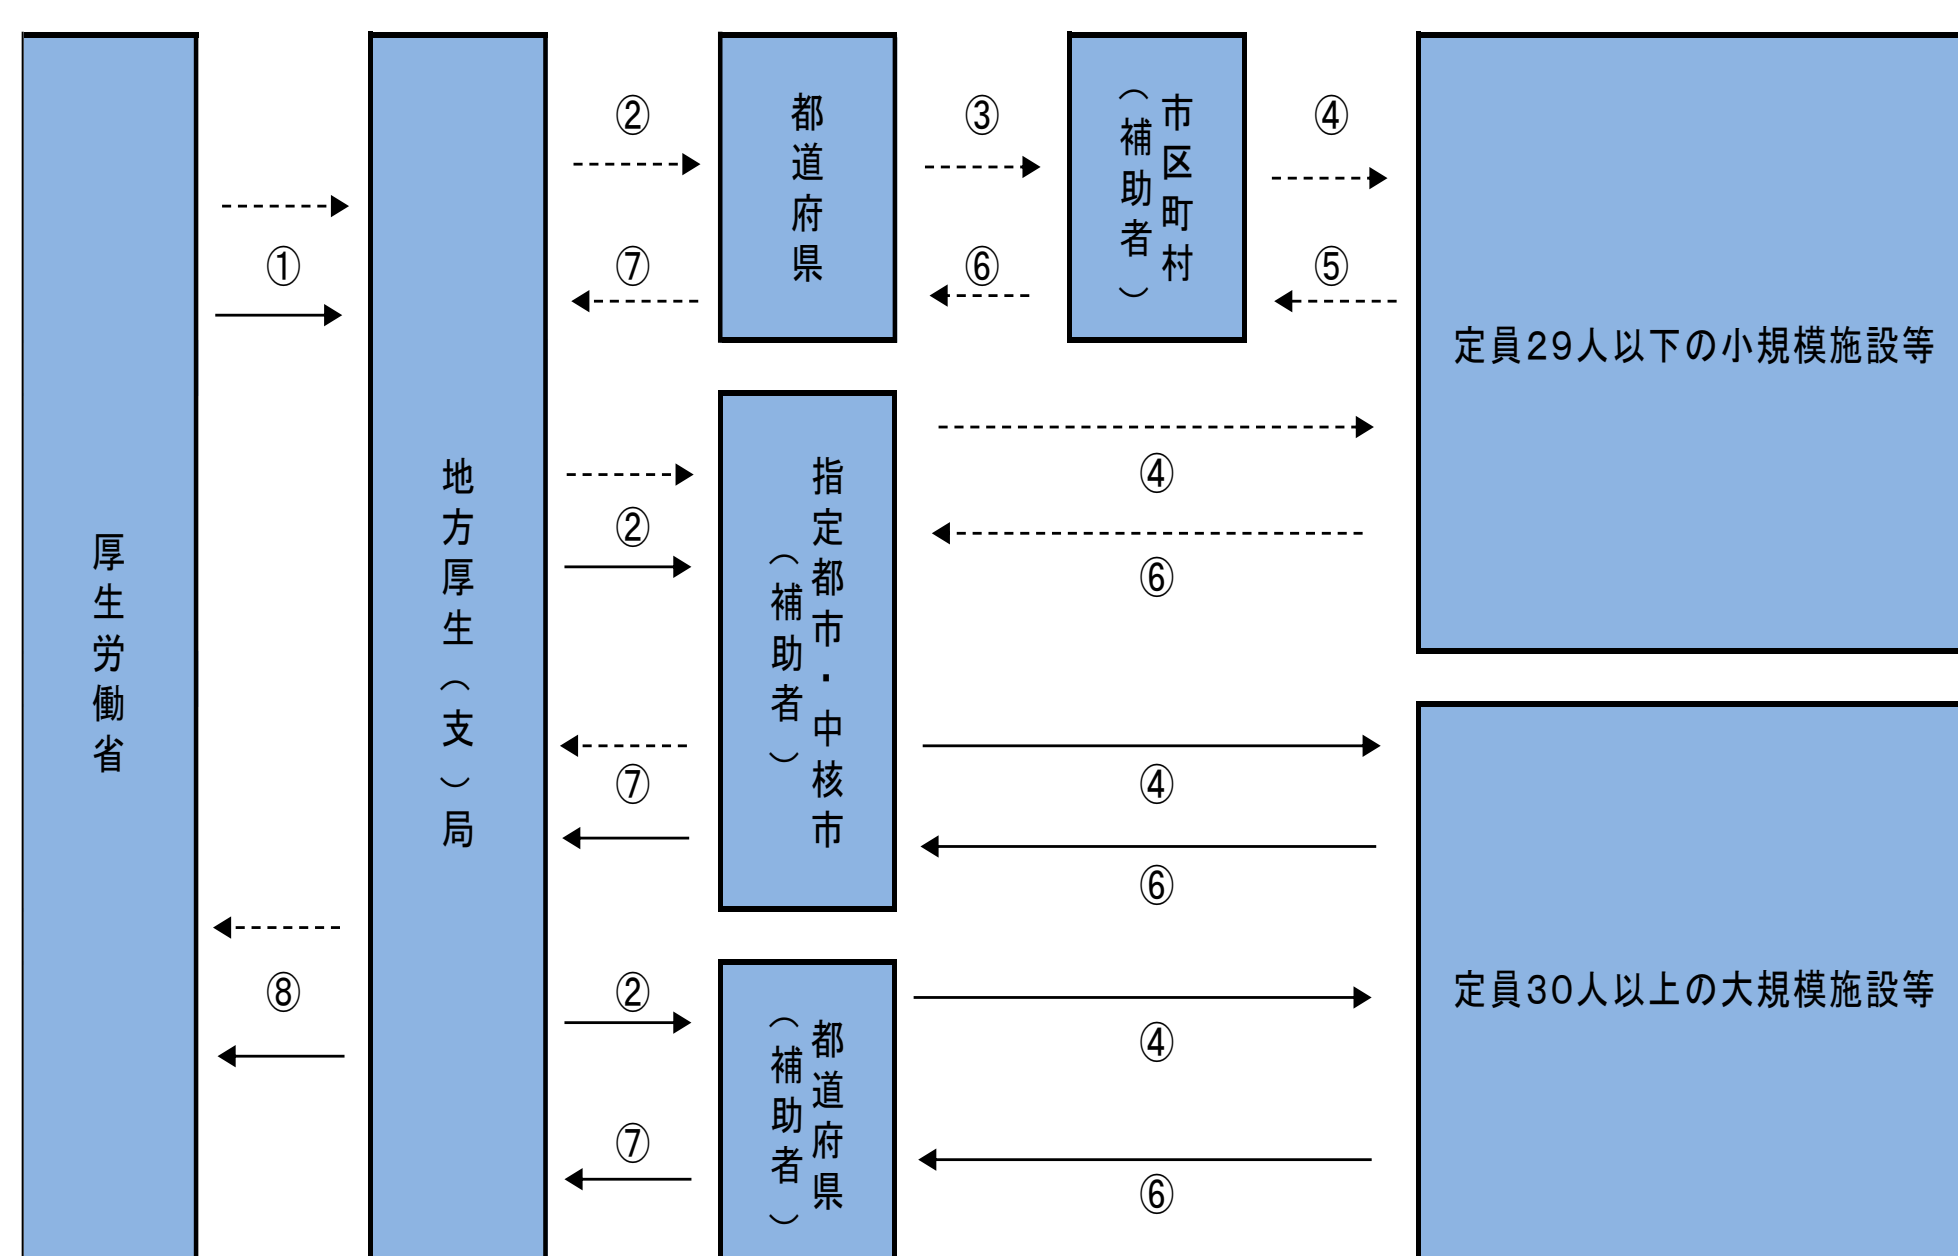 厚生労働省
①
⑧
地方厚生（支）局
②
⑦
都道府県
③
⑥
市区町村
（補助者）
④
⑤
定員29人以下の小規模施設等
②
⑦
指定都市・中核市
（補助者）
④
⑥
④
⑥
②
⑦
都道府県
（補助者）
④
⑥
定員30人以上の大規模施設等